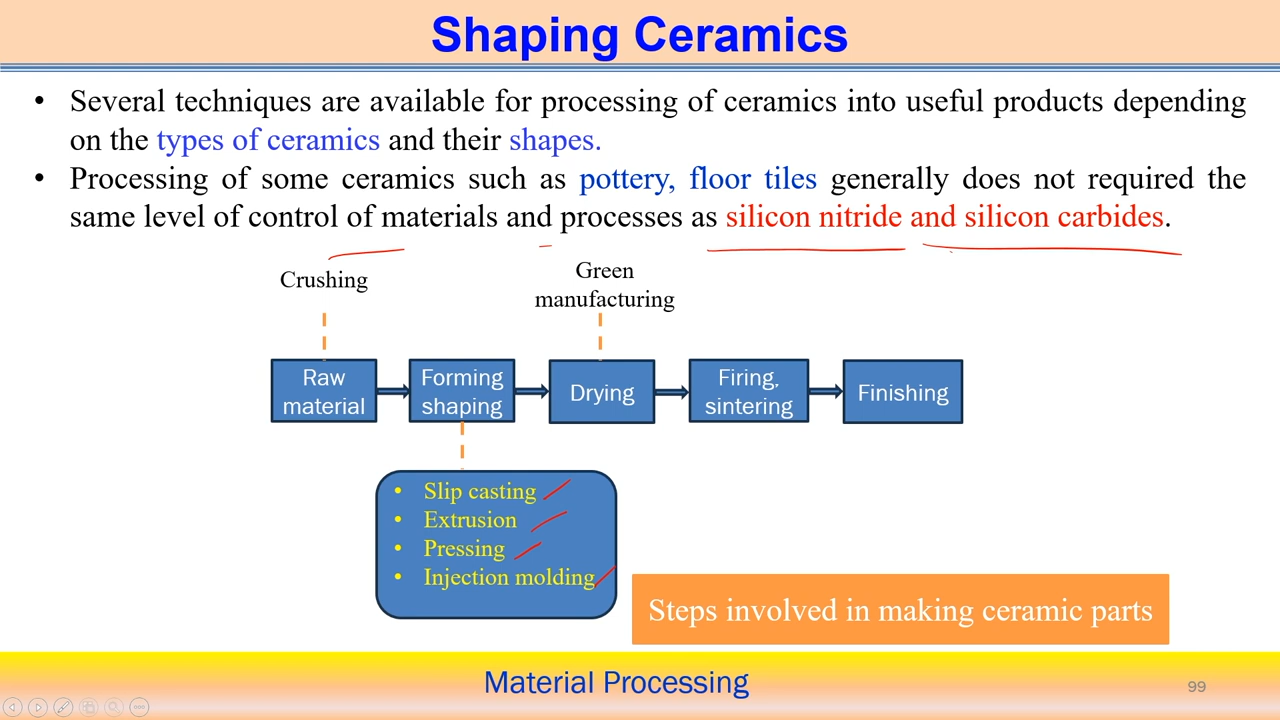 Shaping Ceramics
• Several techniques are available for processing of ceramics into useful products depending
on the types of ceramics and their shapes.
• Processing of some ceramics such as pottery, floor tiles generally does not required the
same level of control of materials and processes as silicon nitride and silicon carbides.
Crushing
Green
manufacturing
Raw
material
Forming
shaping
Drying
Firing,
sintering
Finishing
• Slip casting
• Extrusion
• Pressing
• Injection molding
Steps involved in making ceramic parts
Material Processing
99